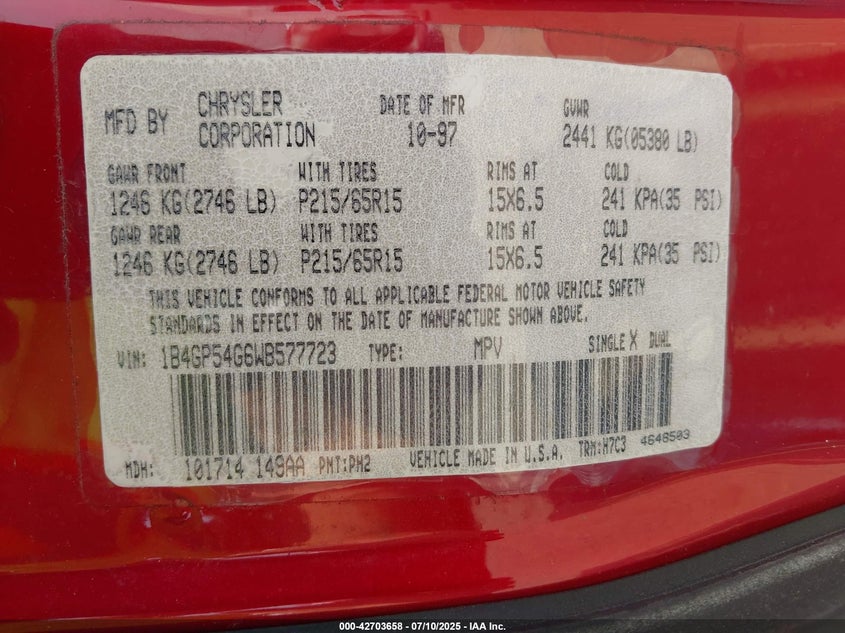 MFD BY CHRYSLER CORPORATION DATE OF MFR 10-97 GVWR 2441 KG(05380 LB)
GAWR FRONT WITH TIRES RIMS AT COLD
1246 KG(2746 LB) P215/65R15 15X6.5 241 KPA(35 PSI)
GAWR REAR WITH TIRES RIMS AT COLD
1246 KG(2746 LB) P215/65R15 15X6.5 241 KPA(35 PSI)
THIS VEHICLE CONFORMS TO ALL APPLICABLE FEDERAL MOTOR VEHICLE SAFETY
STANDARDS IN EFFECT ON THE DATE OF MANUFACTURE SHOWN ABOVE.
VIN: 1B4GP54G6WB577723 TYPE: MPV SINGLE X DUAL
MDH: 101714 149AA PNT:PH2 VEHICLE MADE IN U.S.A. TRM:H7C3 4648503
000-42703658 - 07/10/2025 - IAA Inc.